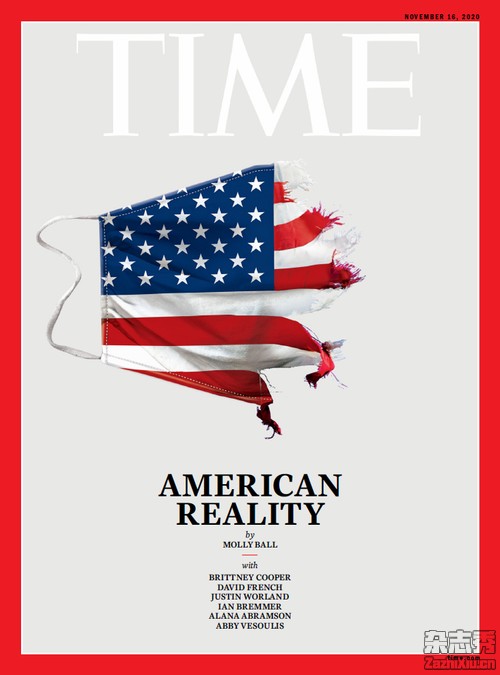 NOVEMBER 16, 2020
TIME
AMERICAN
REALITY
by
MOLLY BALL
with
BRITTNEY COOPER
DAVID FRENCH
JUSTIN WORLAND
IAN BREMMER
ALANA ABRAMSON
ABBY VESOULIS
杂志秀
ZaZhiXiu.cn